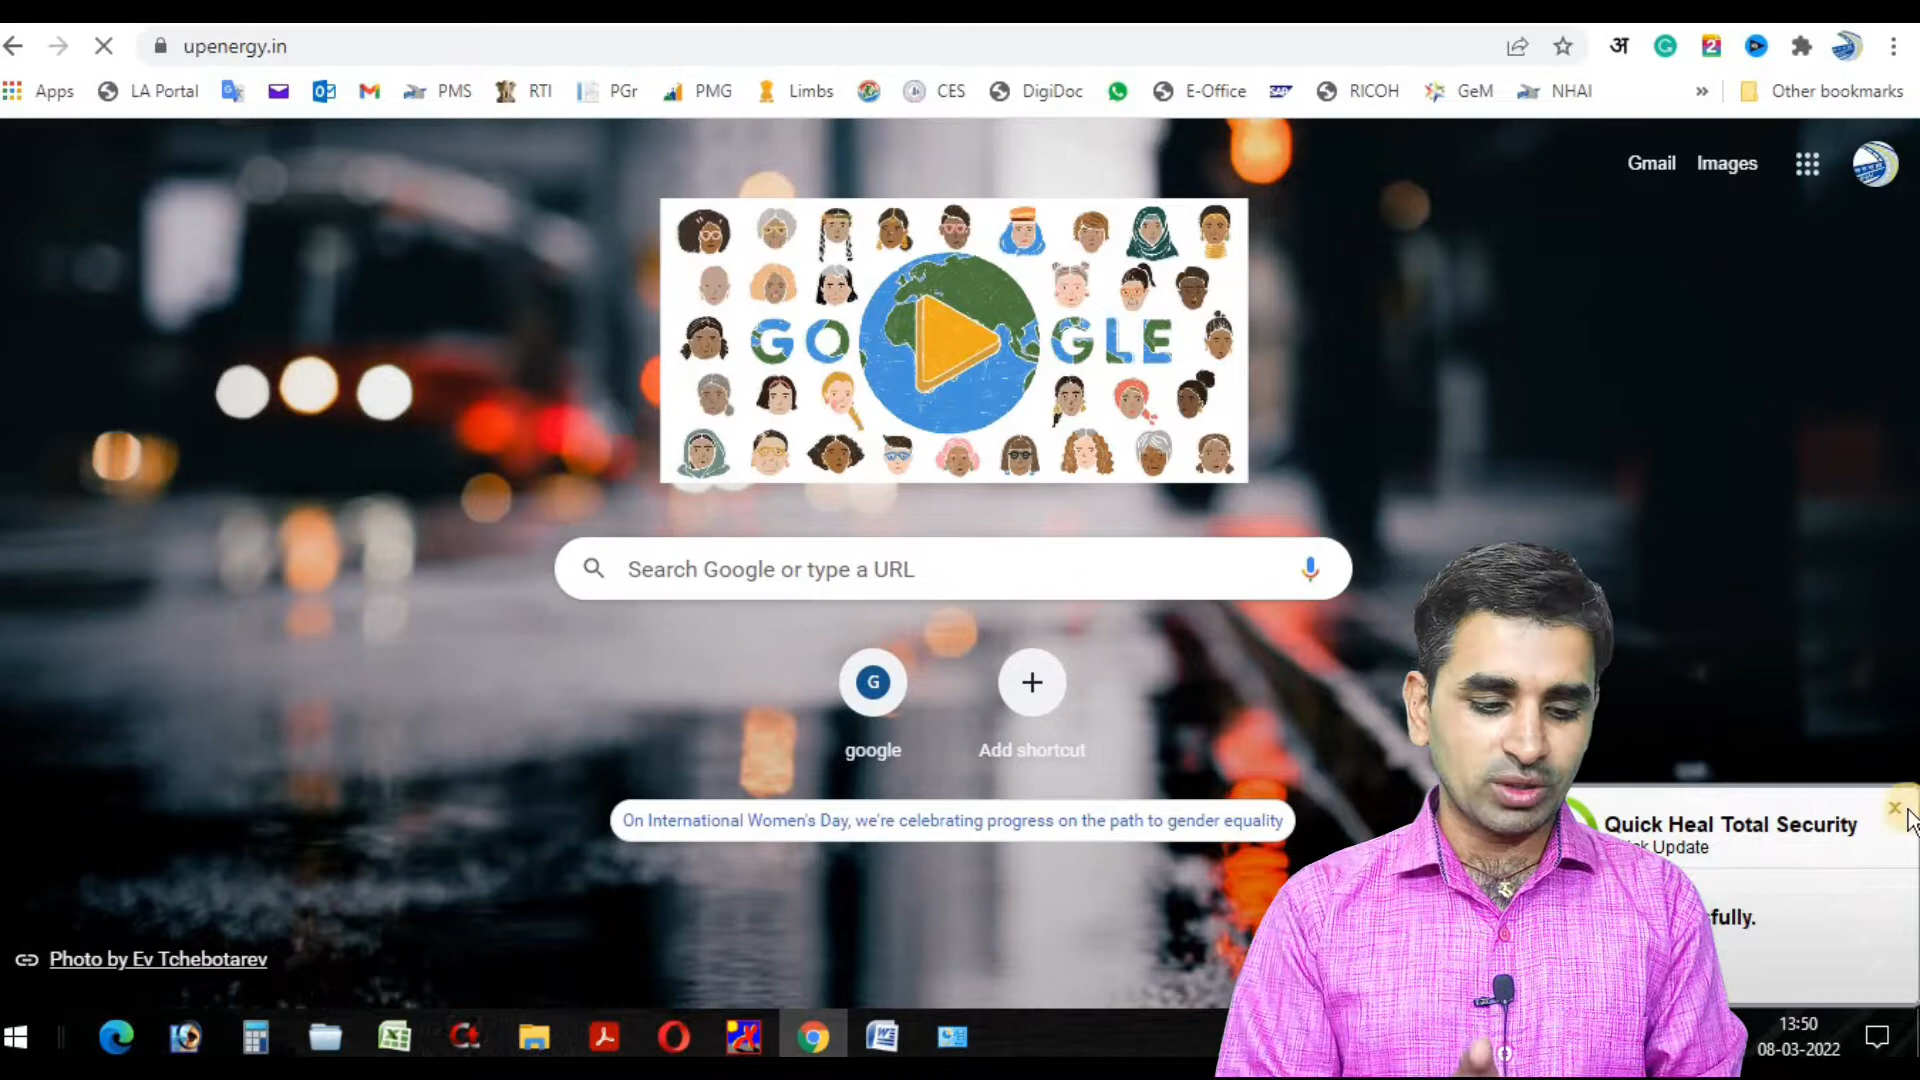 upenergy.in
अ
2
Apps
LA Portal
PMS
RTI
PGr
PMG
Limbs
CES
DigiDoc
E-Office
SAP
RICOH
GeM
NHAI
»
Other bookmarks
Gmail
Images
GO GLE
Search Google or type a URL
G
google
Add shortcut
On International Women's Day, we're celebrating progress on the path to gender equality
Quick Heal Total Security
Update
fully.
Photo by Ev Tchebotarev
13:50
08-03-2022